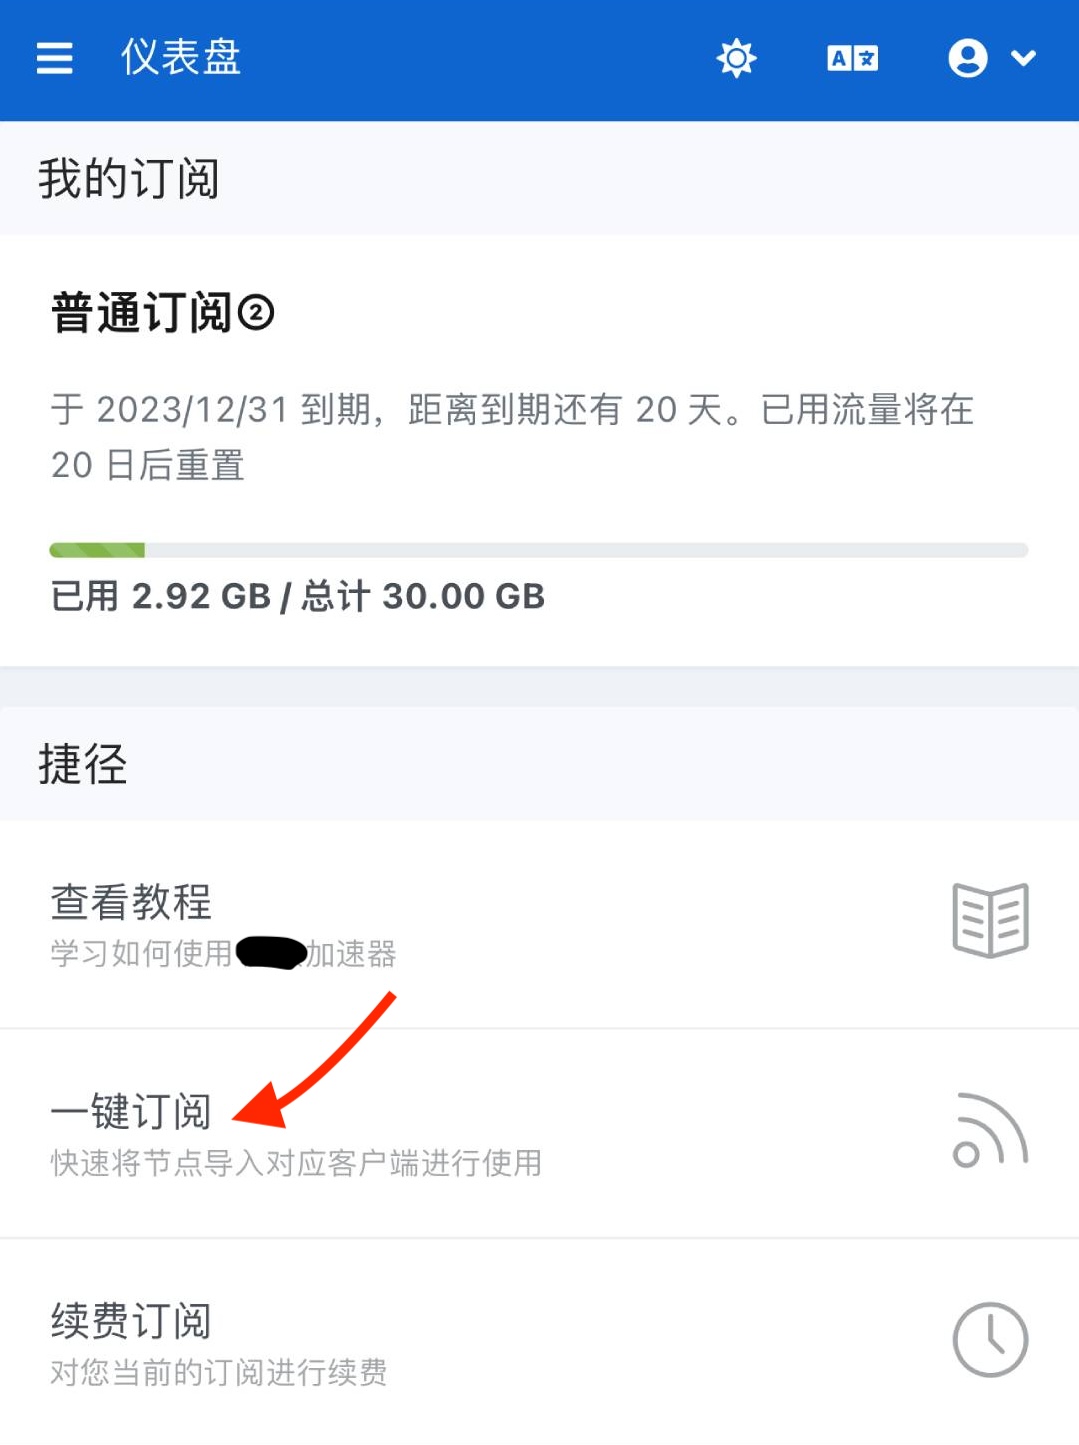 仪表盘
A文
我的订阅
普通订阅②
于 2023/12/31 到期，距离到期还有 20 天。已用流量将在
20 日后重置
已用 2.92 GB / 总计 30.00 GB
捷径
查看教程
学习如何使用加速器
一键订阅
快速将节点导入对应客户端进行使用
续费订阅
对您当前的订阅进行续费